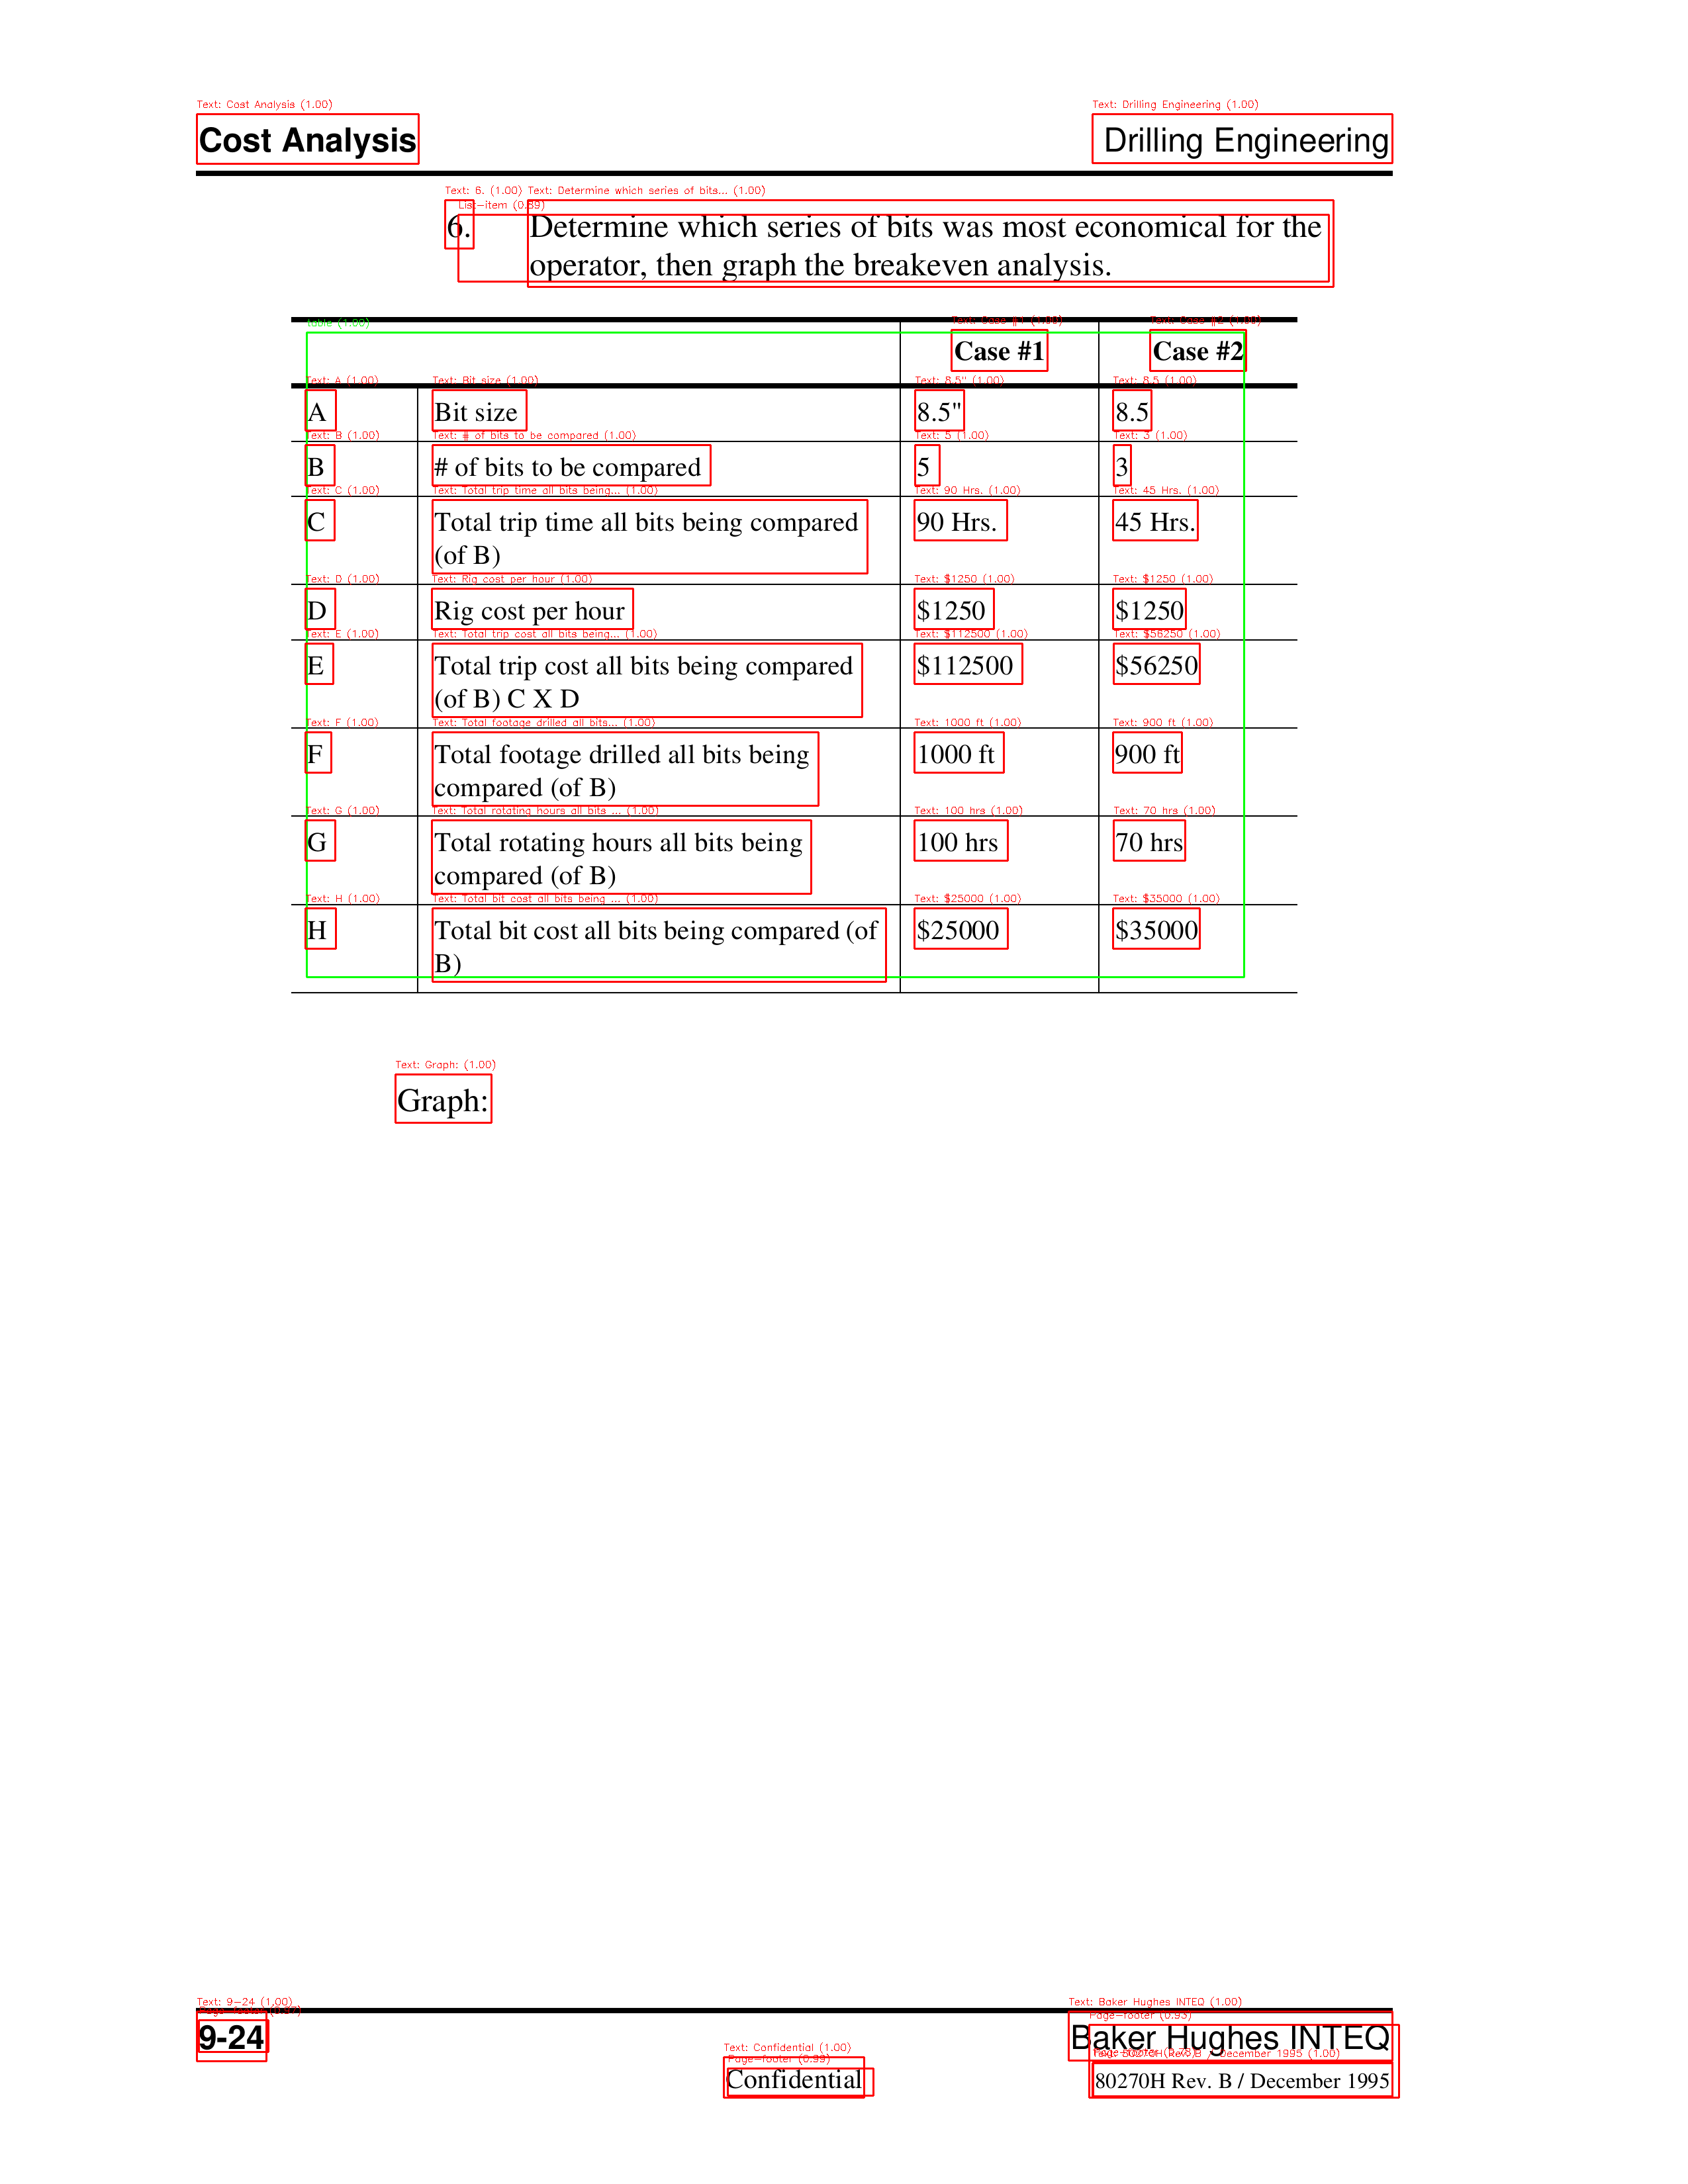 Cost Analysis Drilling Engineering
6. Determine which series of bits was most economical for the
operator, then graph the breakeven analysis.
Case #1 Case #2
A Bit size 8.5" 8.5
B # of bits to be compared 5 3
C Total trip time all bits being compared 90 Hrs. 45 Hrs.
(of B)
D Rig cost per hour $1250 $1250
E Total trip cost all bits being compared $112500 $56250
(of B) C X D
F Total footage drilled all bits being 1000 ft 900 ft
compared (of B)
G Total rotating hours all bits being 100 hrs 70 hrs
compared (of B)
H Total bit cost all bits being compared (of $25000 $35000
B)
Graph:
9-24 Baker Hughes INTEQ
Confidential 80270H Rev. B / December 1995